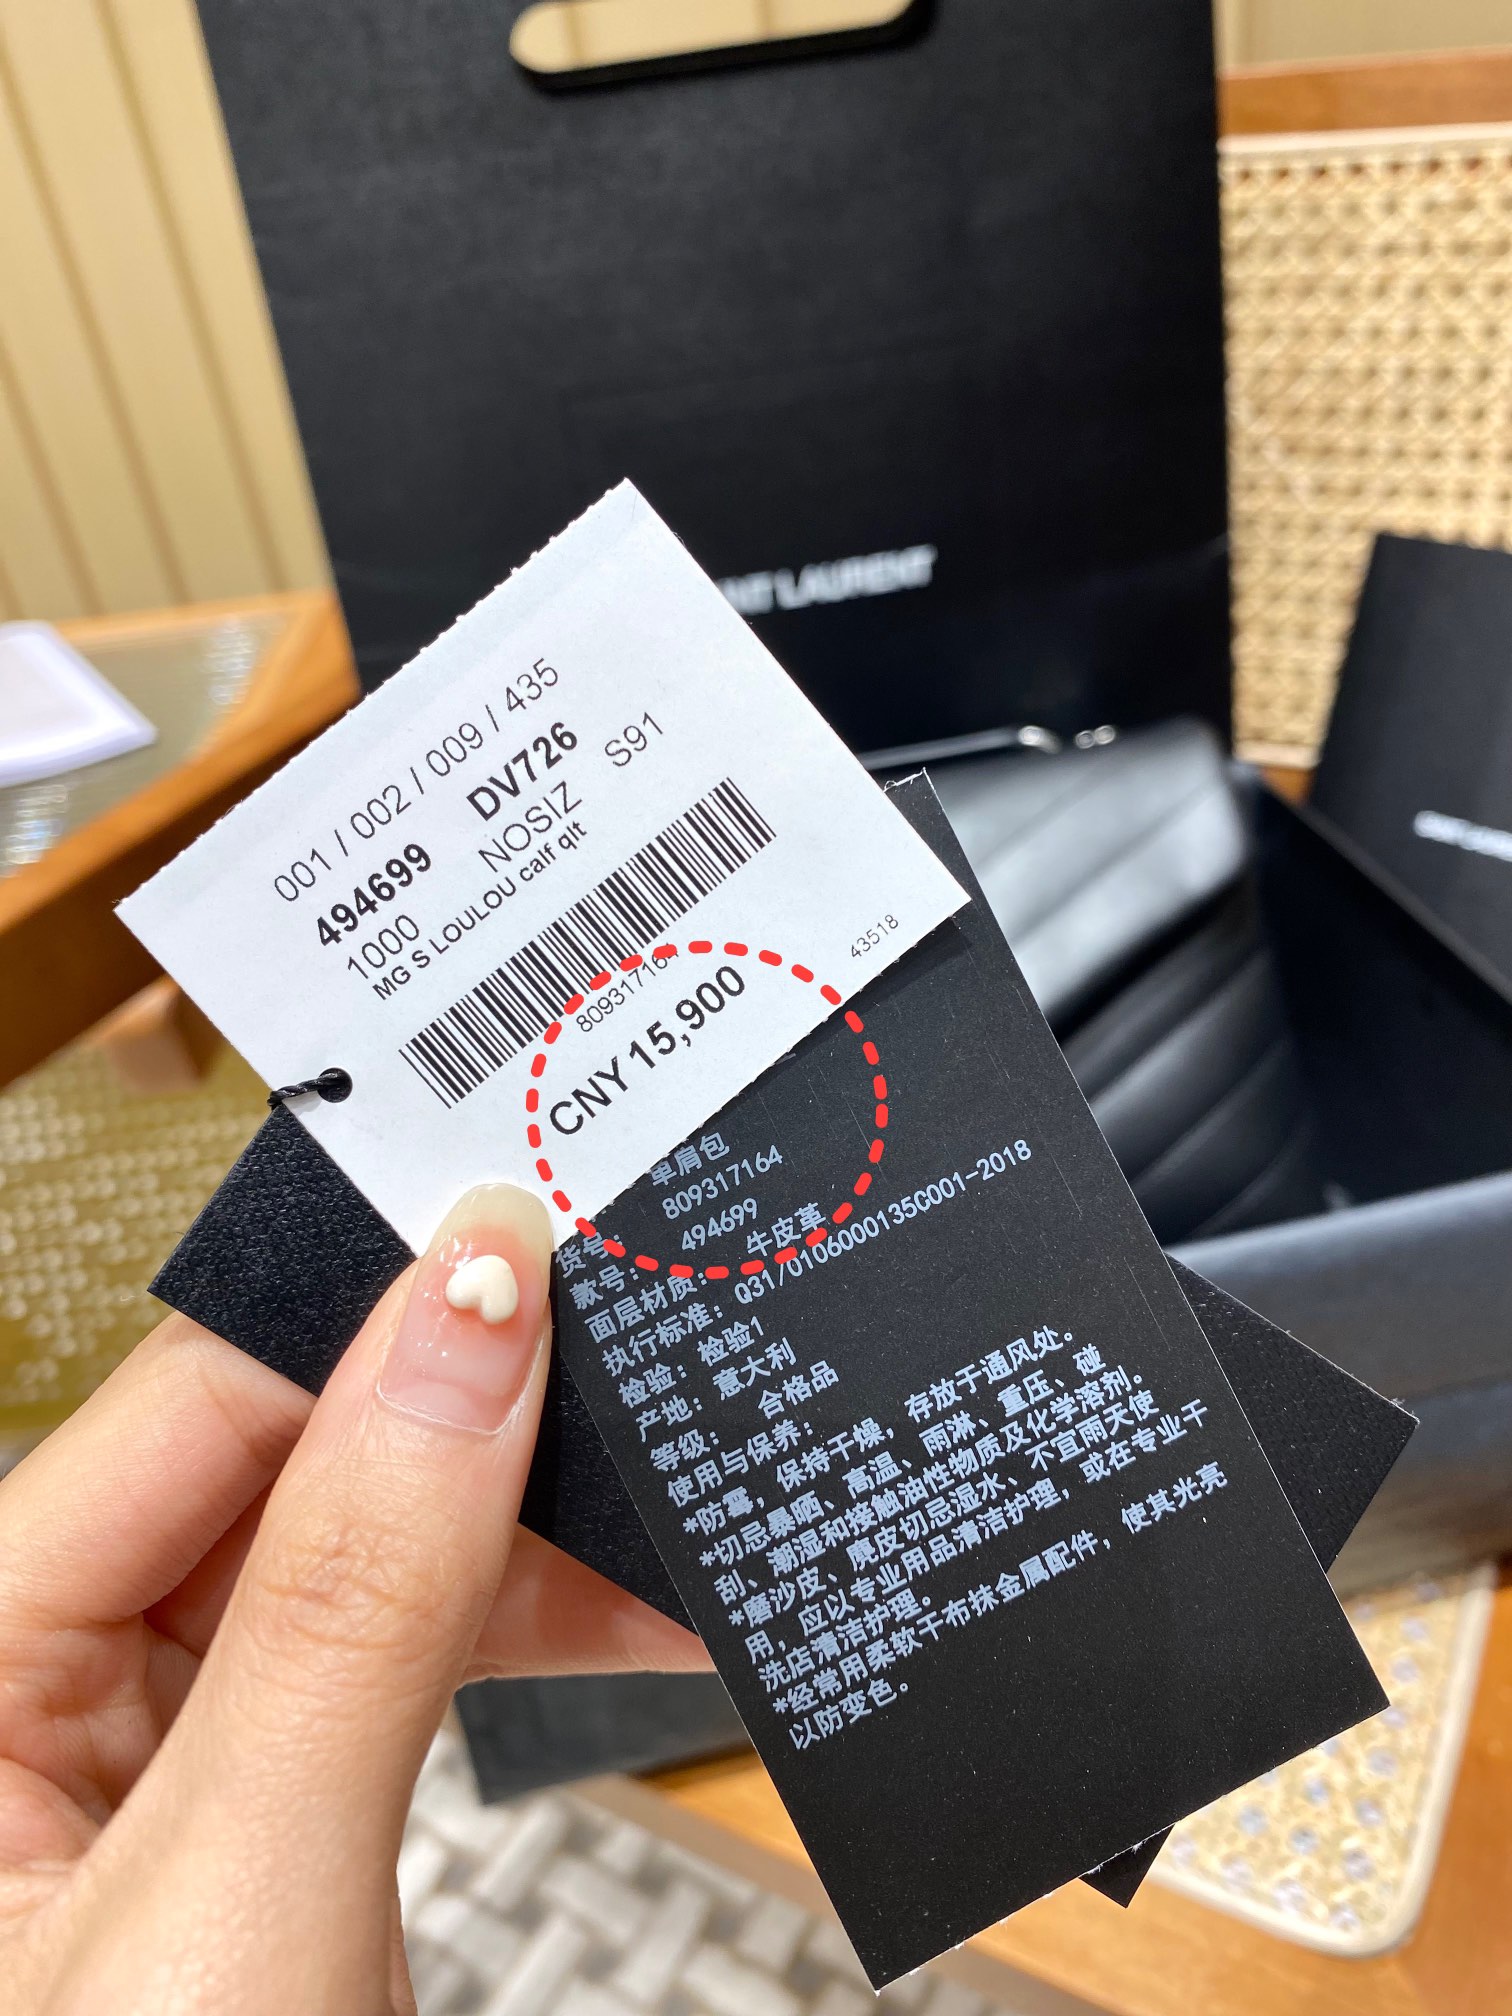 SAINT LAURENT
001 / 002 / 009 / 435
494699 DV726
1000 NOSIZ S91
MG S LOULOU calf qlt
809317164
43518
CNY 15,900
单肩包
货号: 809317164
款号: 494699
面层材质: 牛皮革
执行标准: Q31/0106000135C001-2018
检验: 检验1
产地: 意大利
等级: 合格品
使用与保养:
*防霉，保持干燥，存放于通风处。
*切忌暴晒、高温、雨淋、重压、碰
刮、潮湿和接触油性物质及化学溶剂。
*磨沙皮、麂皮切忌湿水、不宜雨天使
用，应以专业用品清洁护理，或在专业干
洗店清洁护理。
*经常用柔软干布抹金属配件，使其光亮
以防变色。